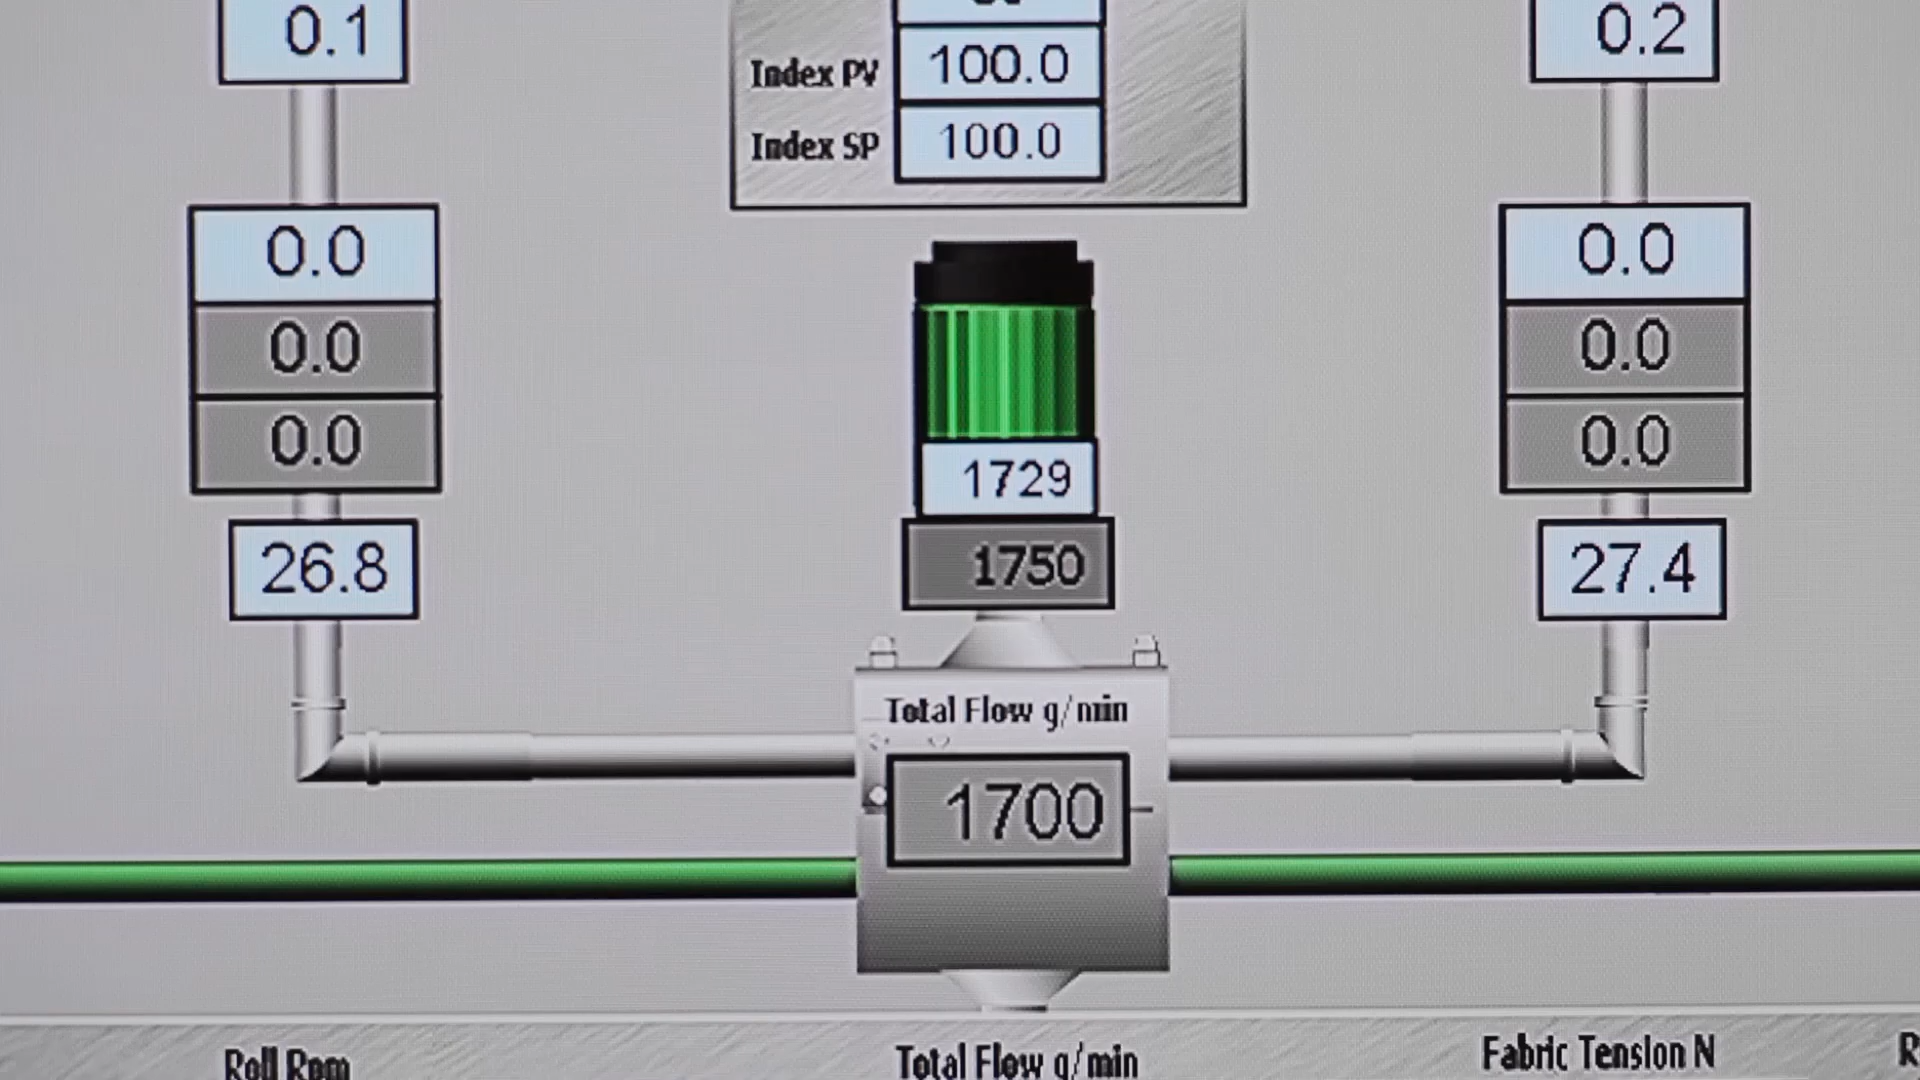 0.1
Index PV 100.0
Index SP 100.0
0.2
0.0
0.0
0.0
26.8
1729
1750
0.0
0.0
0.0
27.4
Total Flow g/min
1700
Roll Rpm
Total Flow g/min
Fabric Tension N